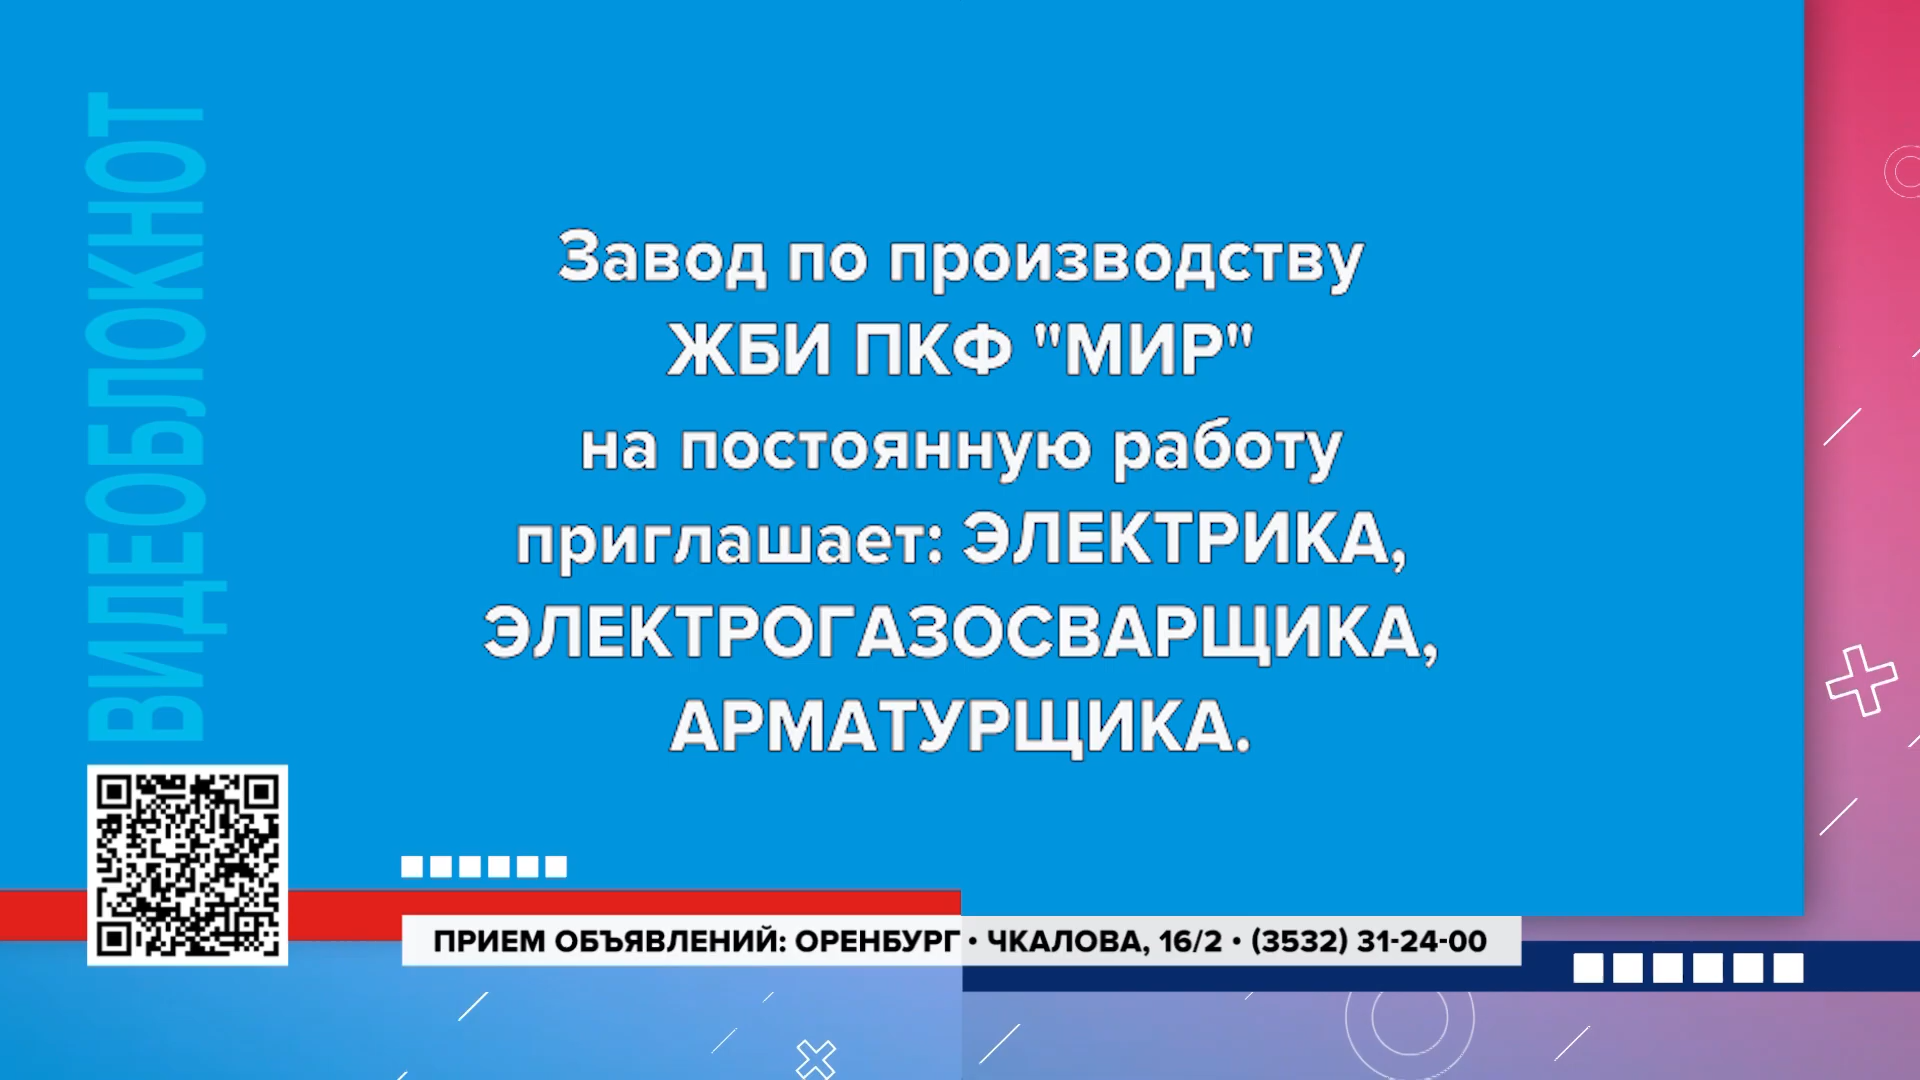 ВИДЕОБЛОКНОТ
Завод по производству
ЖБИ ПКФ "МИР"
на постоянную работу
приглашает: ЭЛЕКТРИКА,
ЭЛЕКТРОГАЗОСВАРЩИКА,
АРМАТУРЩИКА.
ПРИЕМ ОБЪЯВЛЕНИЙ: ОРЕНБУРГ • ЧКАЛОВА, 16/2 • (3532) 31-24-00